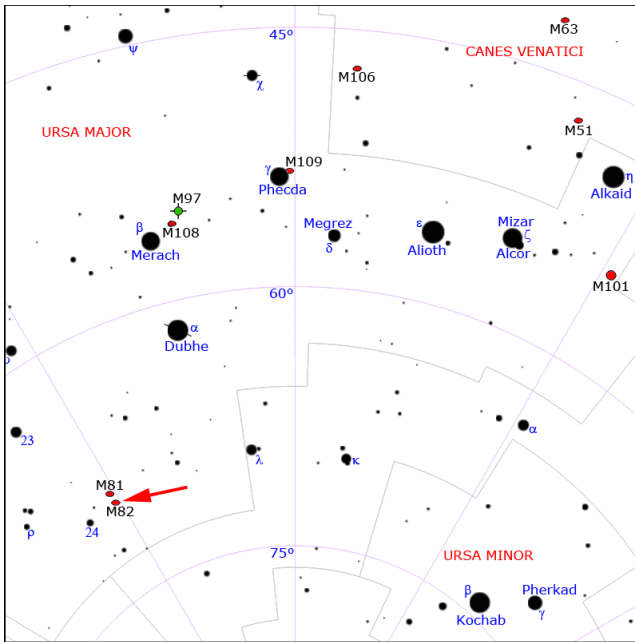 M63
45°
ψ
CANES VENATICI
M106
χ
M51
URSA MAJOR
M109
γ
Phecda
η
Alkaid
M97
β
M108
Merach
Megrez
δ
ε
Alioth
Mizar
ζ
Alcor
M101
60°
α
Dubhe
α
23
λ
κ
M81
M82
ρ
24
75°
URSA MINOR
β
Kochab
Pherkad
γ